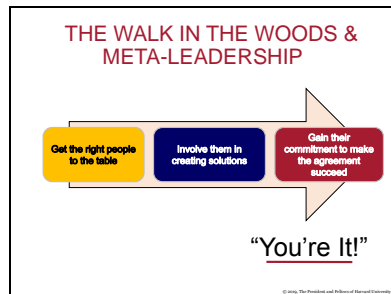 THE WALK IN THE WOODS &
META-LEADERSHIP
Get the right people
to the table
Involve them in
creating solutions
Gain their
commitment to make
the agreement
succeed
“You’re It!”
© 2019, The President and Fellows of Harvard University